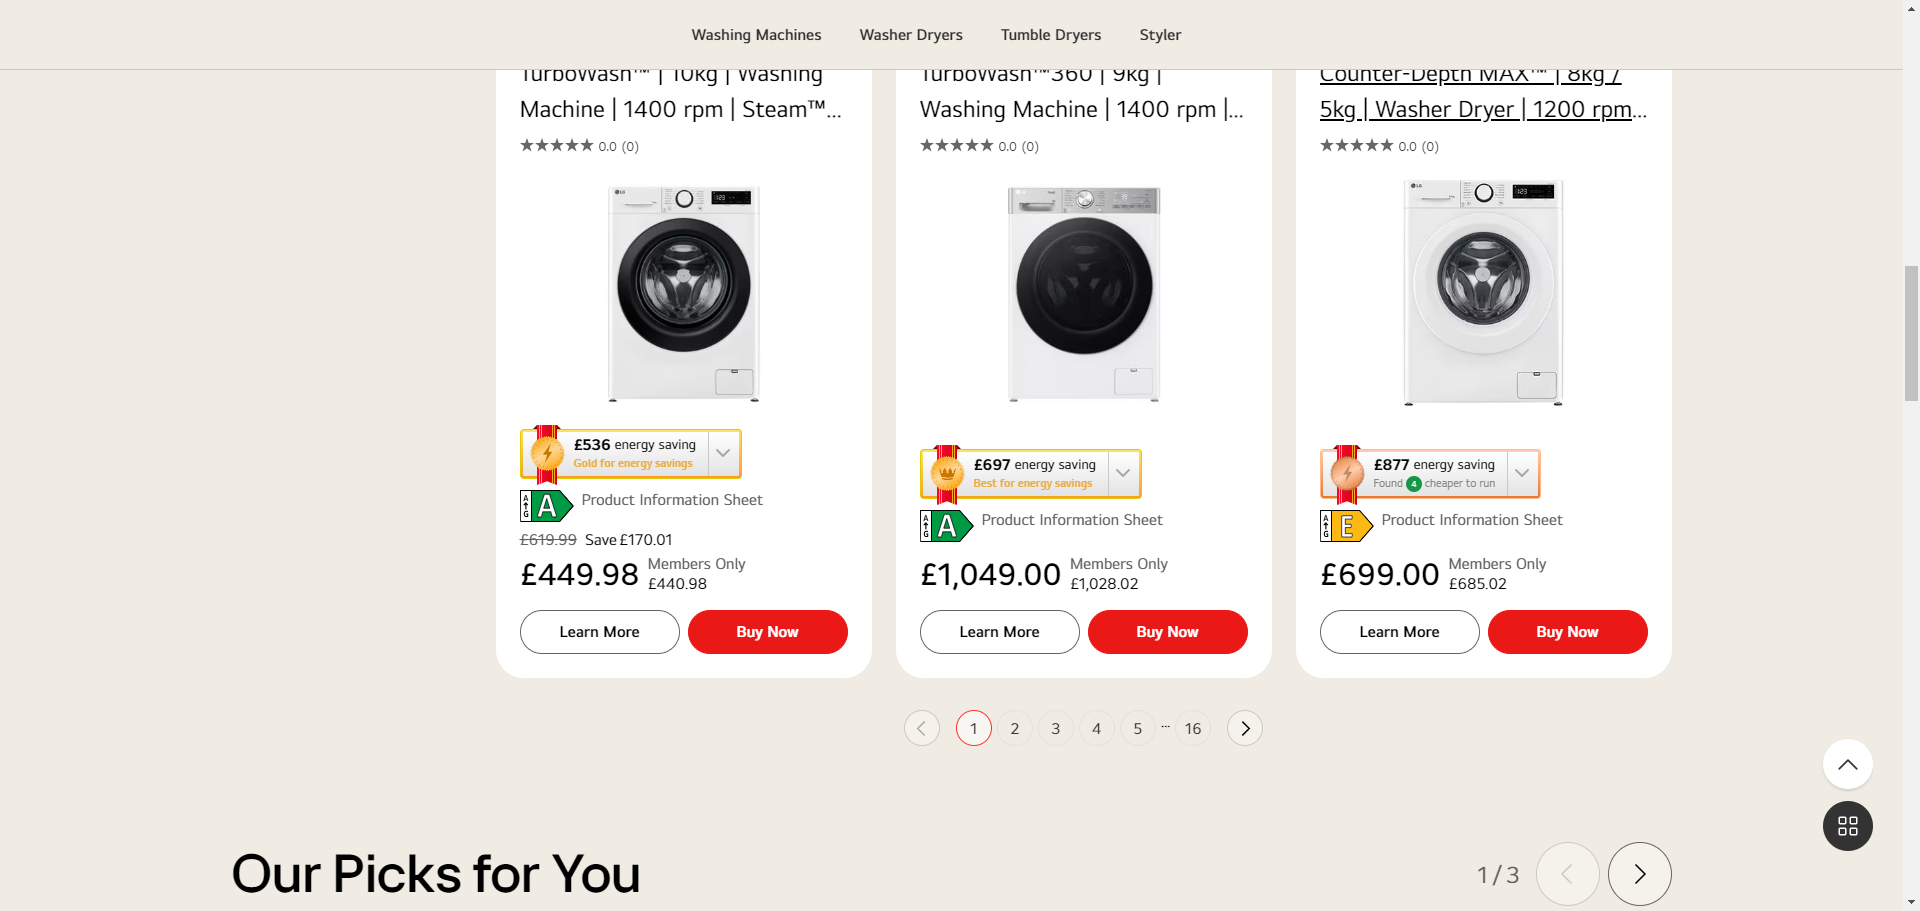 Washing Machines
Washer Dryers
Tumble Dryers
Styler
TurboWash™ | 10kg | Washing
Machine | 1400 rpm | Steam™...
0.0 (0)
TurboWash™360 | 9kg |
Washing Machine | 1400 rpm |...
0.0 (0)
Counter-Depth MAX™ | 8kg /
5kg | Washer Dryer | 1200 rpm...
0.0 (0)
LG
LG
£536 energy saving
Gold for energy savings
A
G
A
Product Information Sheet
£619.99 Save £170.01
£449.98
Members Only
£440.98
Learn More
Buy Now
£697 energy saving
Best for energy savings
A
G
A
Product Information Sheet
£1,049.00
Members Only
£1,028.02
Learn More
Buy Now
£877 energy saving
Found 4 cheaper to run
A
G
E
Product Information Sheet
£699.00
Members Only
£685.02
Learn More
Buy Now
1 2 3 4 5 ... 16
Our Picks for You
1 / 3